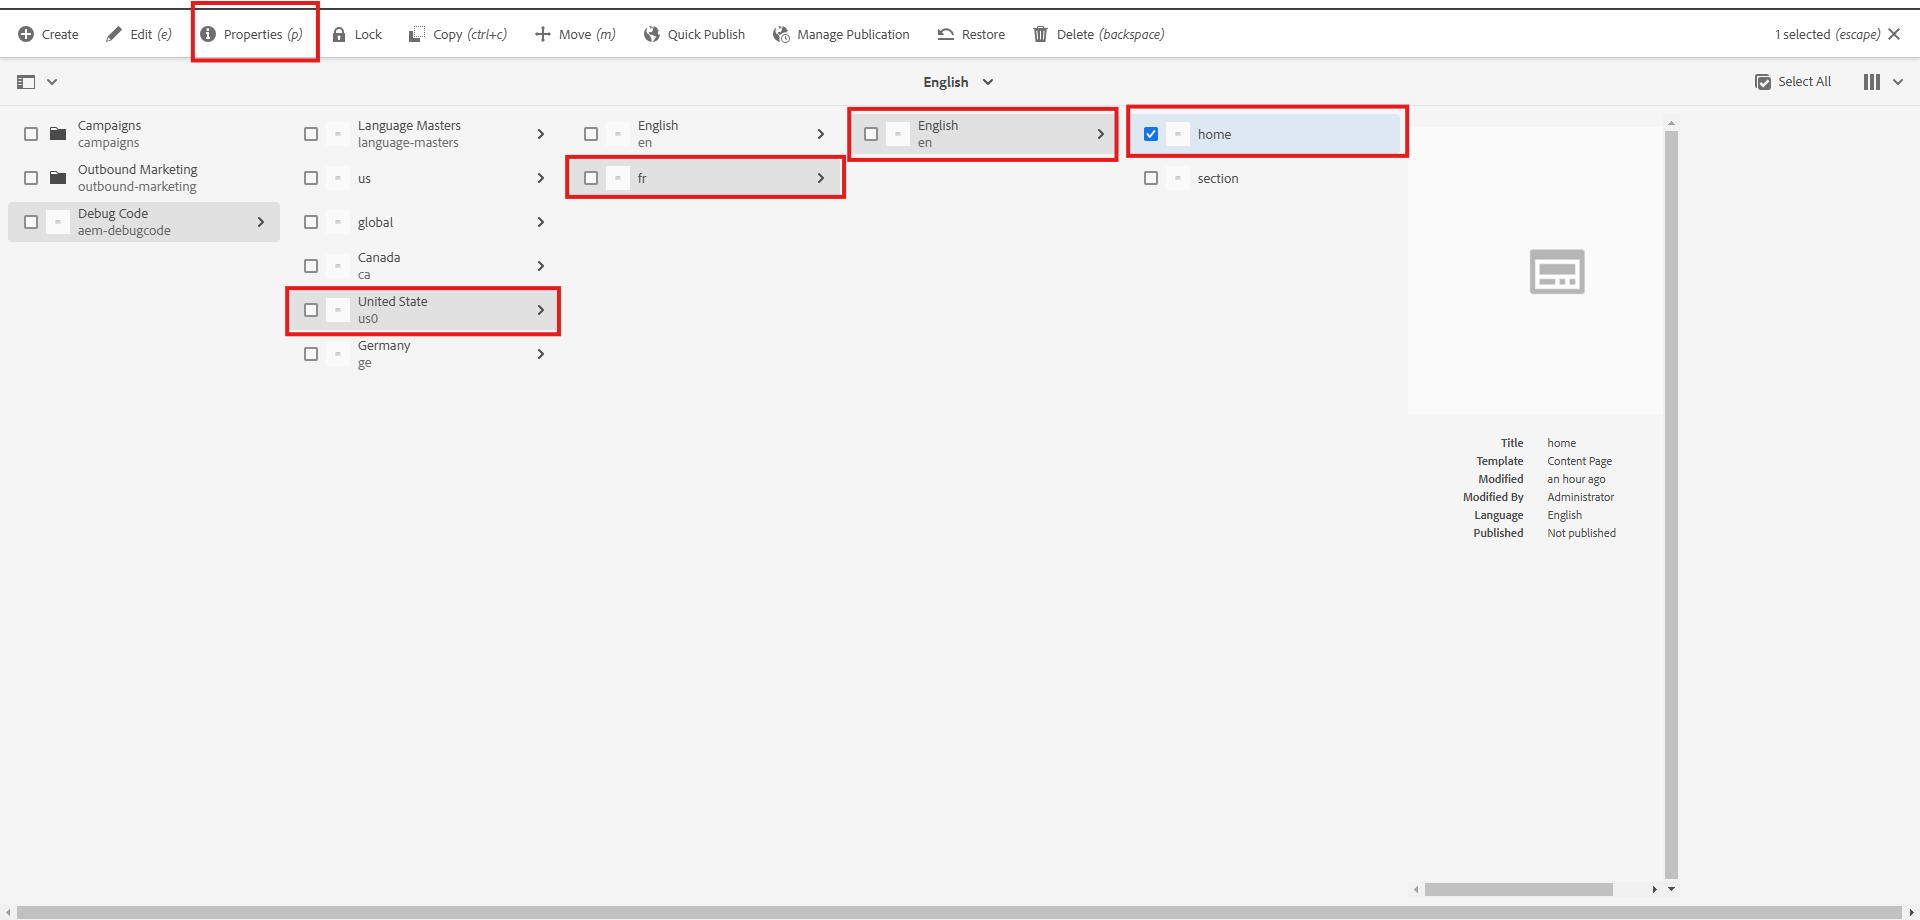 Create Edit (e) Properties (p) Lock Copy (ctrl+c) Move (m) Quick Publish Manage Publication Restore Delete (backspace) 1 selected (escape)
English Select All
Campaigns
campaigns
Outbound Marketing
outbound-marketing
Debug Code
aem-debugcode
Language Masters
language-masters
us
global
Canada
ca
United State
us0
Germany
ge
English
en
fr
English
en
home
section
Title home
Template Content Page
Modified an hour ago
Modified By Administrator
Language English
Published Not published